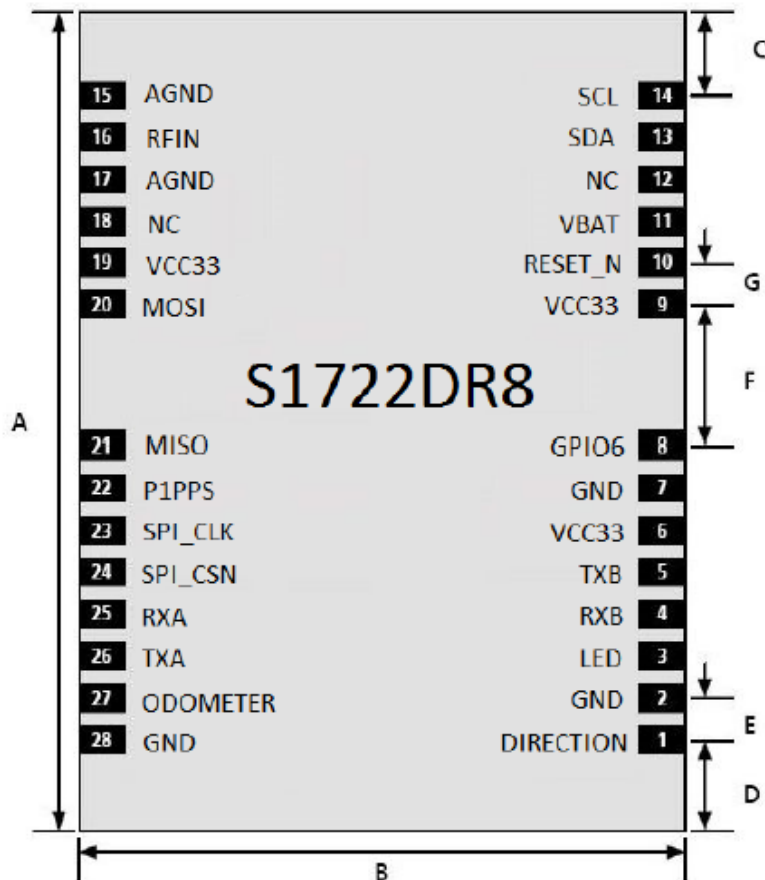 C
15 AGND SCL 14
16 RFIN SDA 13
17 AGND NC 12
18 NC VBAT 11
19 VCC33 RESET_N 10
G
20 MOSI VCC33 9
F
S1722DR8
A
21 MISO GPIO6 8
22 P1PPS GND 7
23 SPI_CLK VCC33 6
24 SPI_CSN TXB 5
25 RXA RXB 4
26 TXA LED 3
27 ODOMETER GND 2
E
28 GND DIRECTION 1
D
B